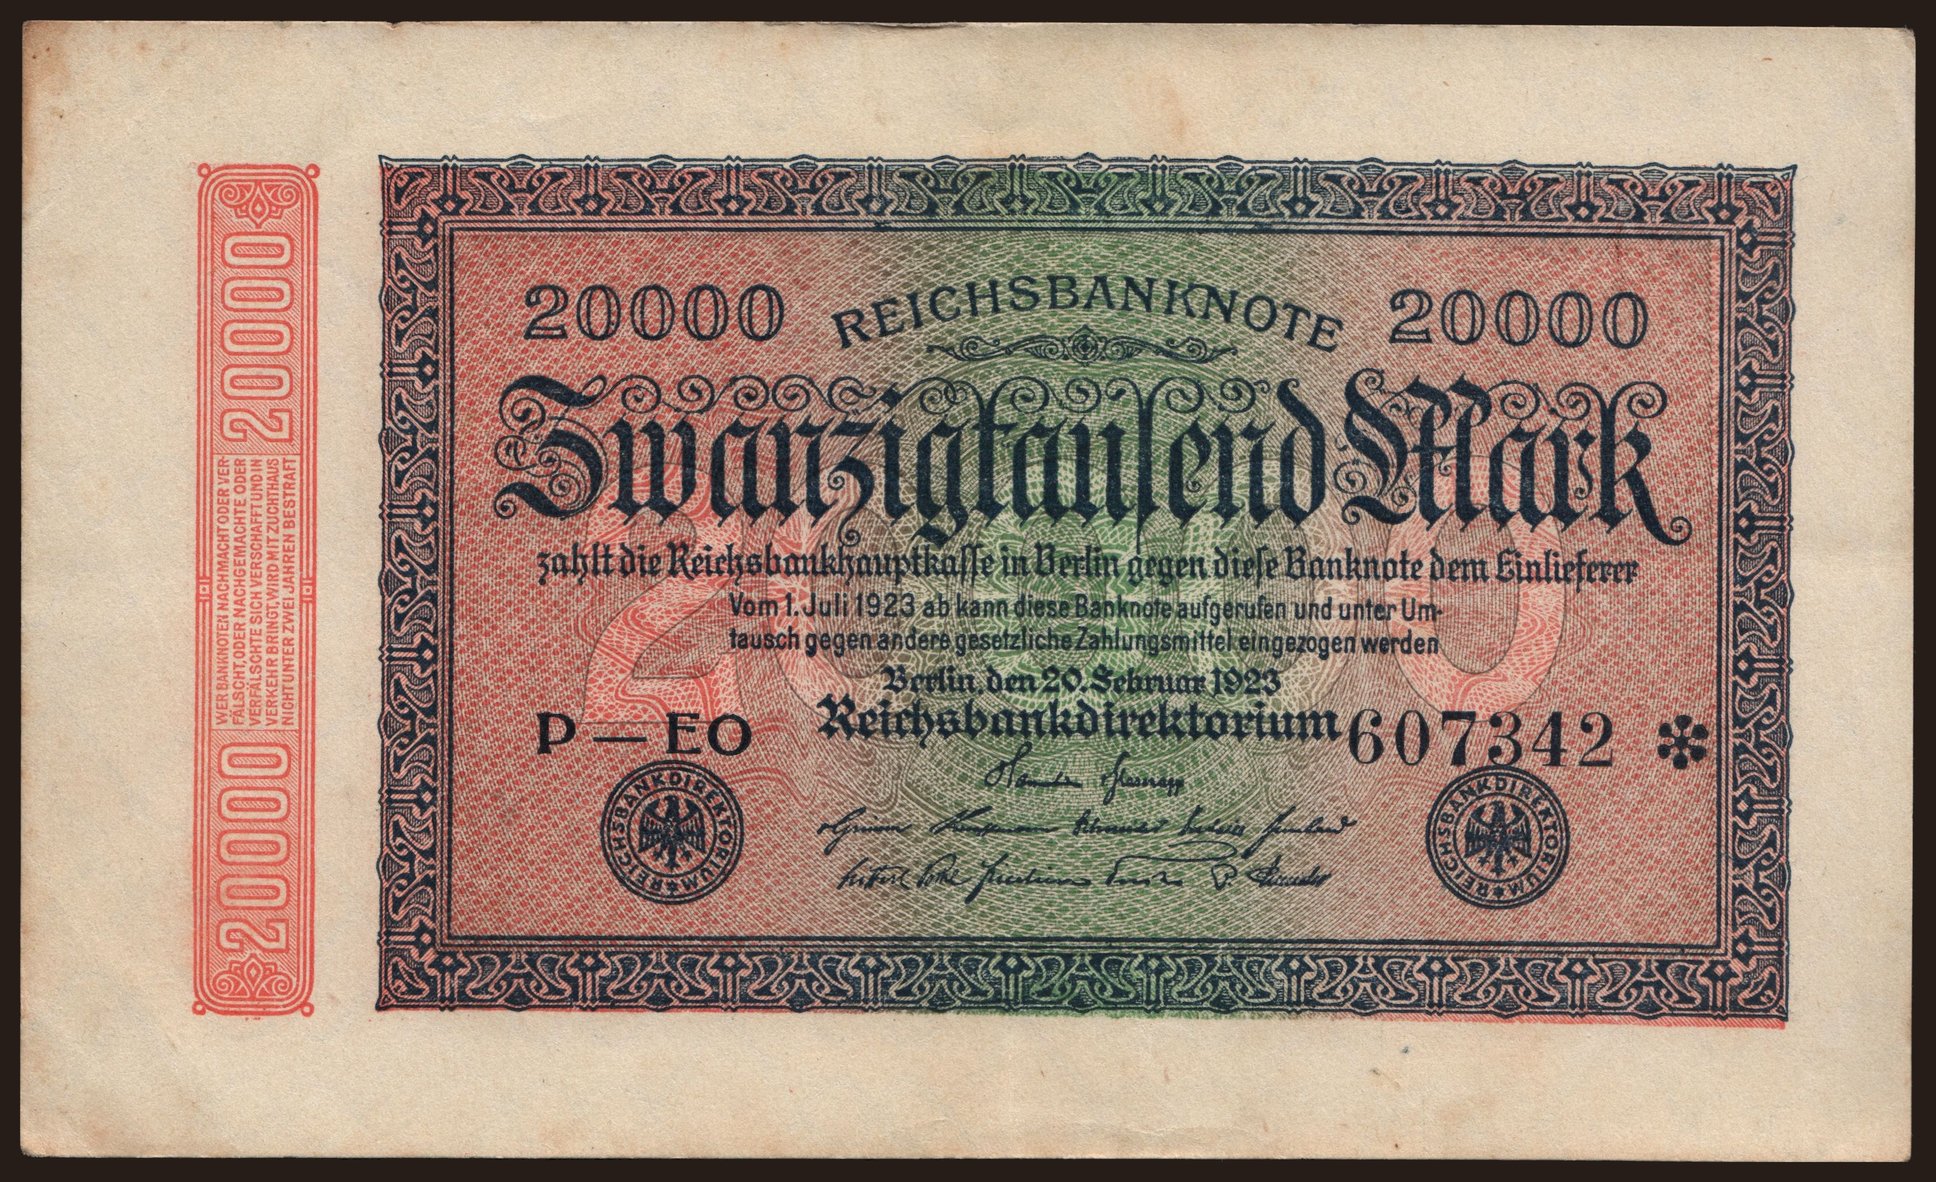 20000
WER BANKNOTEN NACHMACHT ODER VER-
FÄLSCHT, ODER NACHGEMACHTE ODER
VERFÄLSCHTE SICH VERSCHAFFT UND IN
VERKEHR BRINGT, WIRD MIT ZUCHTHAUS
NICHT UNTER ZWEI JAHREN BESTRAFT
20000
20000 REICHSBANKNOTE 20000
Zwanzigtausend Mark
zahlt die Reichsbankhauptkasse in Berlin gegen diese Banknote dem Einlieferer
Vom 1. Juli 1923 ab kann diese Banknote aufgerufen und unter Um-
tausch gegen andere gesetzliche Zahlungsmittel eingezogen werden
Berlin, den 20. Februar 1923
Reichsbankdirektorium
P — EO 607342 ✻
20000
REICHSBANKDIREKTORIUM
REICHSBANKDIREKTORIUM